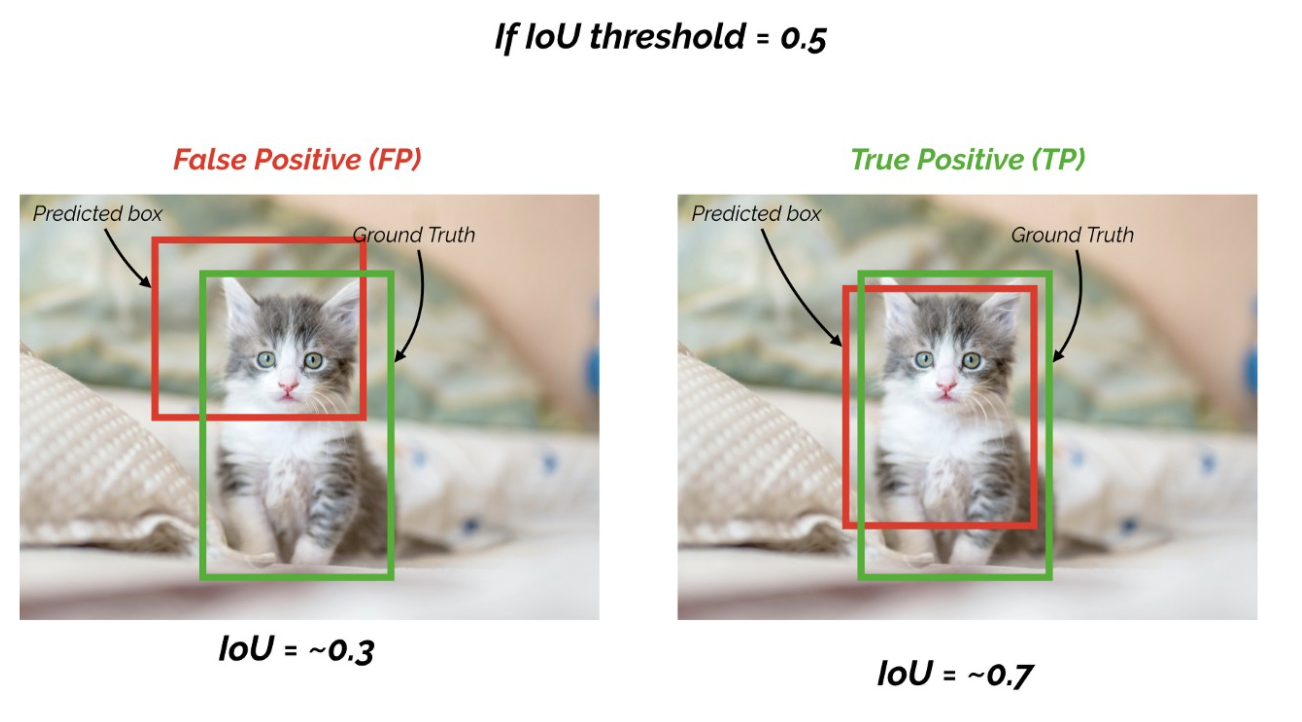 If IoU threshold = 0.5
False Positive (FP)
Predicted box
Ground Truth
IoU = ~0.3
True Positive (TP)
Predicted box
Ground Truth
IoU = ~0.7